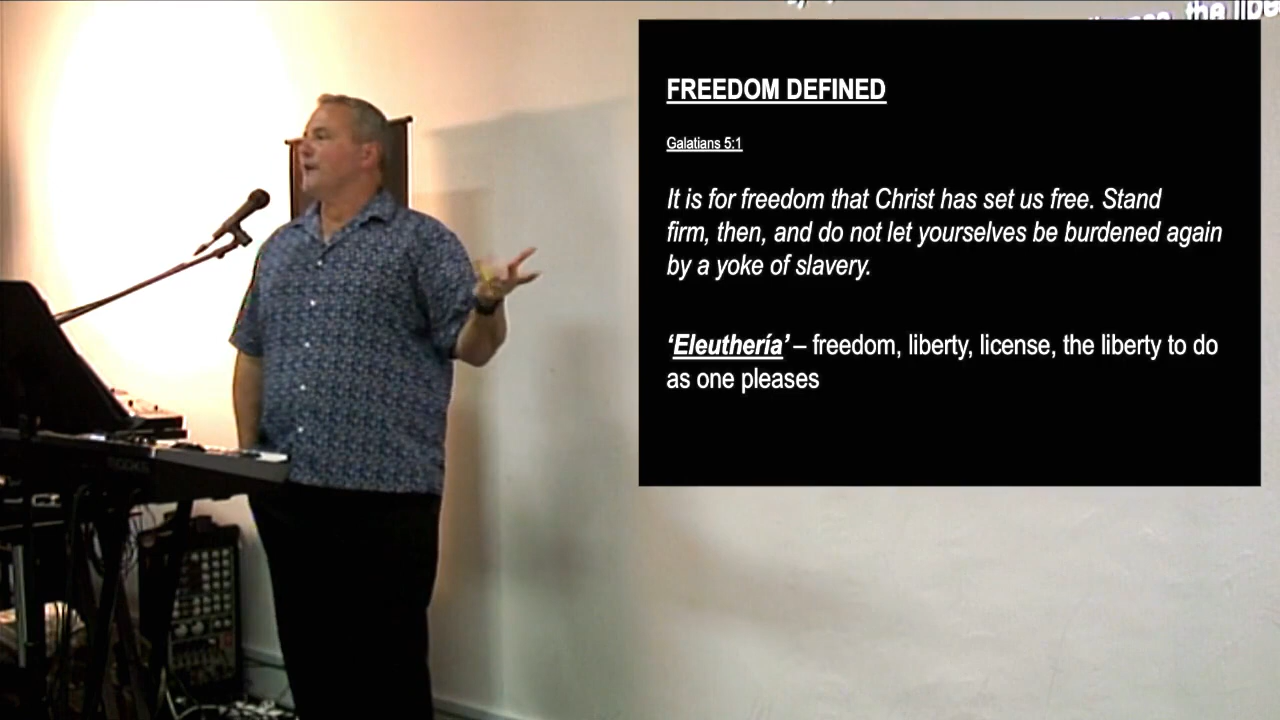 the libe
FREEDOM DEFINED
Galatians 5:1
It is for freedom that Christ has set us free. Stand
firm, then, and do not let yourselves be burdened again
by a yoke of slavery.
‘Eleuthería’ – freedom, liberty, license, the liberty to do
as one pleases